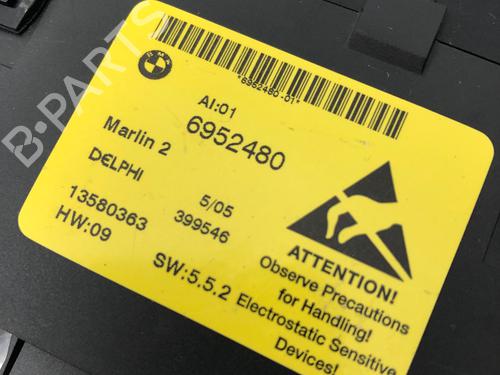 BMW
*6952480-01*
AI:01
6952480
Marlin 2
DELPHI
5/05
13580363
399546
HW:09
SW:5.5.2
ATTENTION!
Observe Precautions
for Handling!
Electrostatic Sensitive
Devices!
B-PARTS